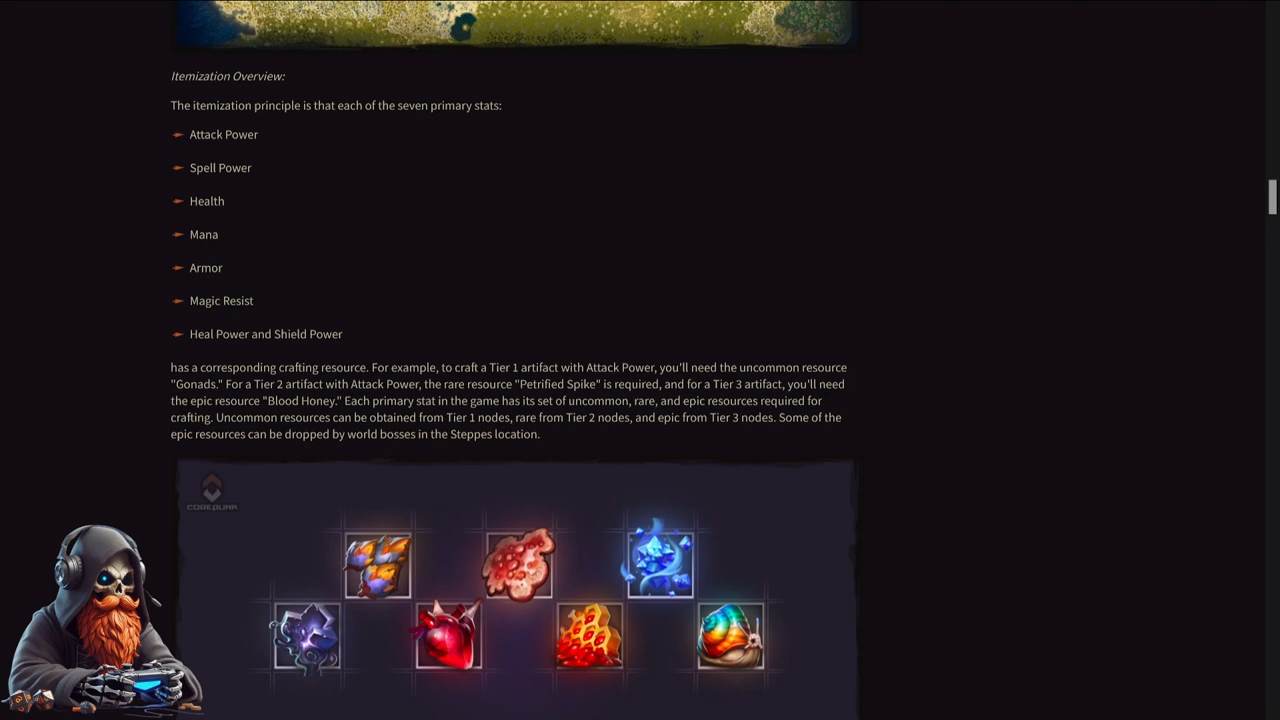 Itemization Overview:
The itemization principle is that each of the seven primary stats:
Attack Power
Spell Power
Health
Mana
Armor
Magic Resist
Heal Power and Shield Power
has a corresponding crafting resource. For example, to craft a Tier 1 artifact with Attack Power, you'll need the uncommon resource
"Gonads." For a Tier 2 artifact with Attack Power, the rare resource "Petrified Spike" is required, and for a Tier 3 artifact, you'll need
the epic resource "Blood Honey." Each primary stat in the game has its set of uncommon, rare, and epic resources required for
crafting. Uncommon resources can be obtained from Tier 1 nodes, rare from Tier 2 nodes, and epic from Tier 3 nodes. Some of the
epic resources can be dropped by world bosses in the Steppes location.
COREPUNK